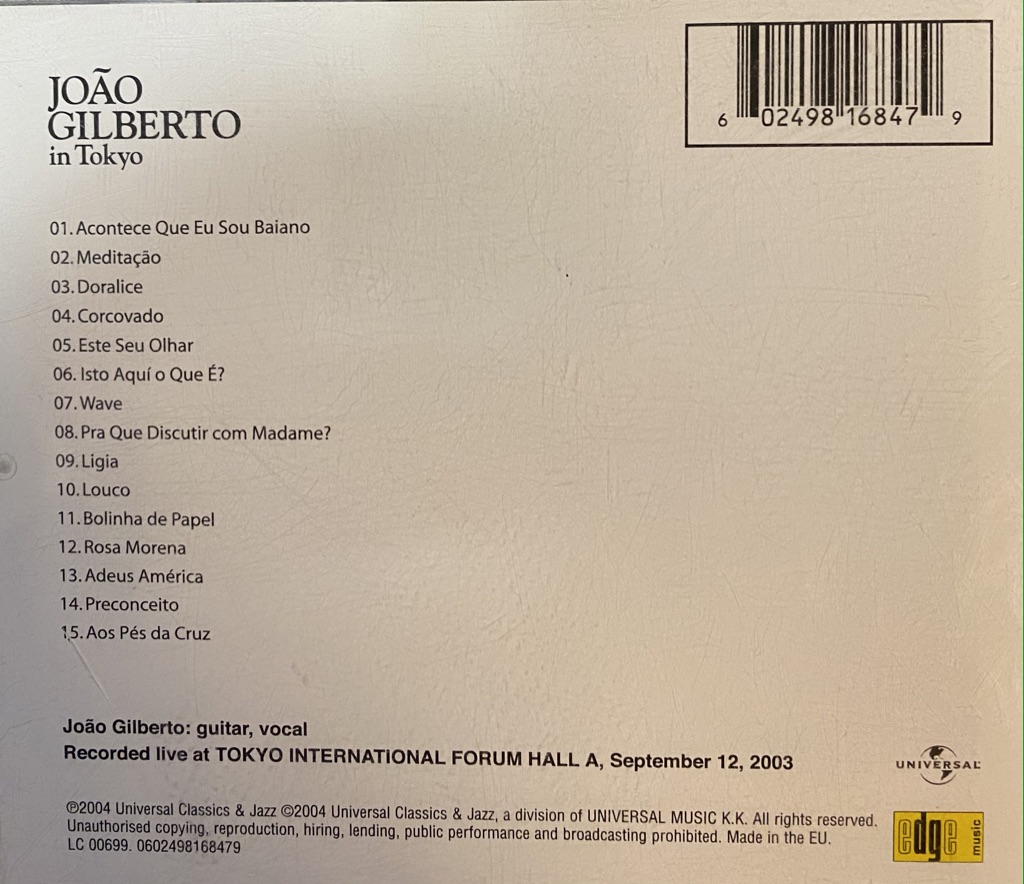 JOÃO
GILBERTO
in Tokyo
6 02498 16847 9
01. Acontece Que Eu Sou Baiano
02. Meditação
03. Doralice
04. Corcovado
05. Este Seu Olhar
06. Isto Aquí o Que É?
07. Wave
08. Pra Que Discutir com Madame?
09. Ligia
10. Louco
11. Bolinha de Papel
12. Rosa Morena
13. Adeus América
14. Preconceito
15. Aos Pés da Cruz
João Gilberto: guitar, vocal
Recorded live at TOKYO INTERNATIONAL FORUM HALL A, September 12, 2003
UNIVERSAL
℗2004 Universal Classics & Jazz ©2004 Universal Classics & Jazz, a division of UNIVERSAL MUSIC K.K. All rights reserved.
Unauthorised copying, reproduction, hiring, lending, public performance and broadcasting prohibited. Made in the EU.
LC 00699. 0602498168479
edge music